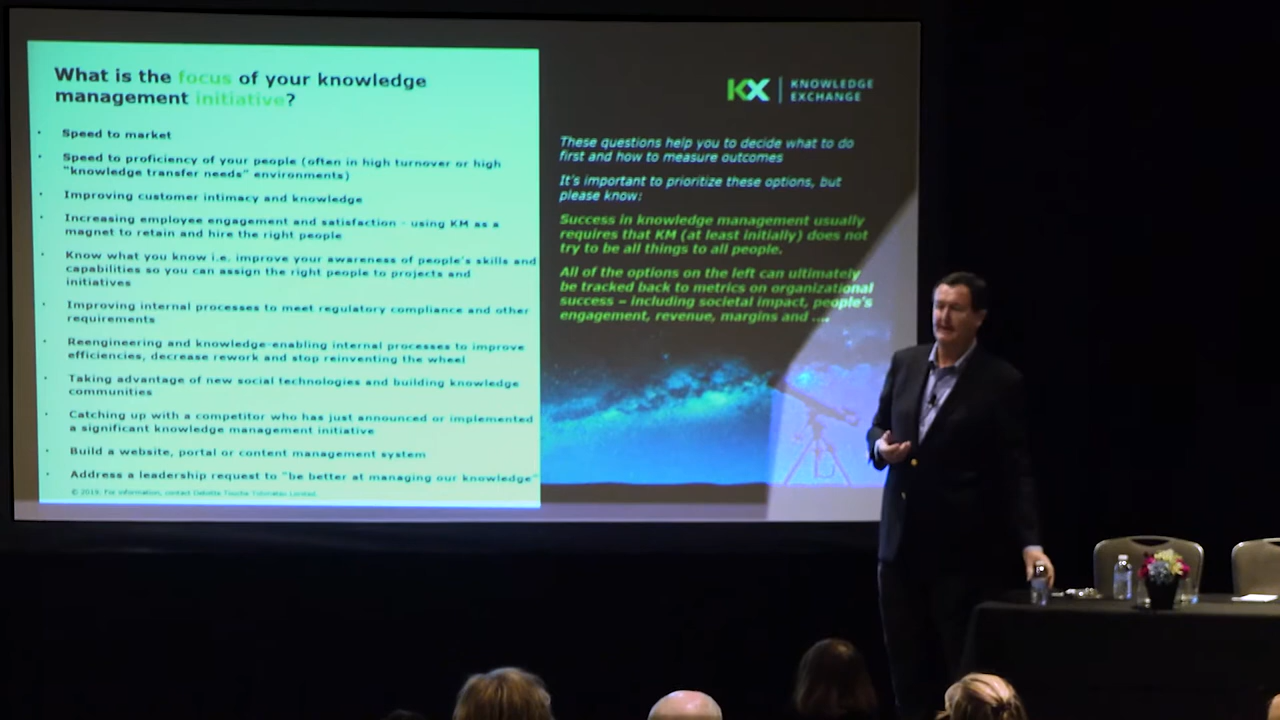 What is the focus of your knowledge
management initiative?
• Speed to market
• Speed to proficiency of your people (often in high turnover or high
"knowledge transfer needs" environments)
• Improving customer intimacy and knowledge
• Increasing employee engagement and satisfaction - using KM as a
magnet to retain and hire the right people
• Know what you know i.e. improve your awareness of people's skills and
capabilities so you can assign the right people to projects and
initiatives
• Improving internal processes to meet regulatory compliance and other
requirements
• Reengineering and knowledge-enabling internal processes to improve
efficiencies, decrease rework and stop reinventing the wheel
• Taking advantage of new social technologies and building knowledge
communities
• Catching up with a competitor who has just announced or implemented
a significant knowledge management initiative
• Build a website, portal or content management system
• Address a leadership request to "be better at managing our knowledge"
© 2019. For information, contact Deloitte Touche Tohmatsu Limited.
KX | KNOWLEDGE
EXCHANGE
These questions help you to decide what to do
first and how to measure outcomes
It's important to prioritize these options, but
please know:
Success in knowledge management usually
requires that KM (at least initially) does not
try to be all things to all people.
All of the options on the left can ultimately
be tracked back to metrics on organizational
success – including societal impact, people's
engagement, revenue, margins and ....